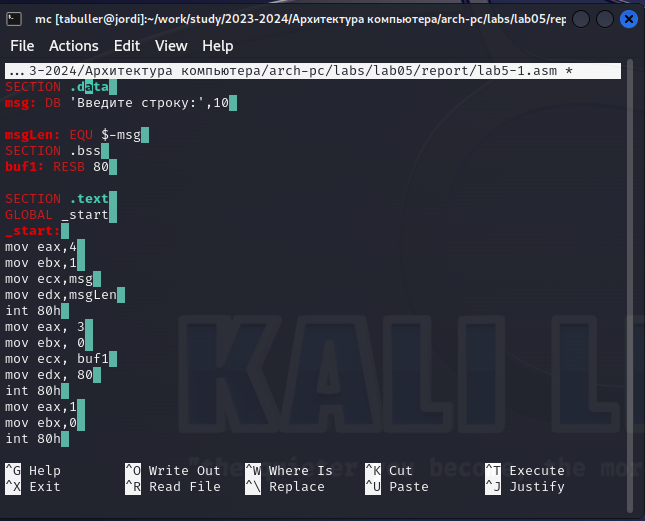 mc [tabuller@jordi]:~/work/study/2023-2024/Архитектура компьютера/arch-pc/labs/lab05/rep
File Actions Edit View Help
...3-2024/Архитектура компьютера/arch-pc/labs/lab05/report/lab5-1.asm *
SECTION .data
msg: DB 'Введите строку:',10
msgLen: EQU $-msg
SECTION .bss
buf1: RESB 80
SECTION .text
GLOBAL _start
_start:
mov eax,4
mov ebx,1
mov ecx,msg
mov edx,msgLen
int 80h
mov eax, 3
mov ebx, 0
mov ecx, buf1
mov edx, 80
int 80h
mov eax,1
mov ebx,0
int 80h
KALI LI
^G Help ^O Write Out ^W Where Is ^K Cut ^T Execute
^X Exit ^R Read File ^\ Replace ^U Paste ^J Justify